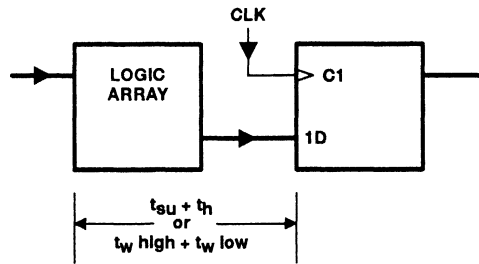 CLK
LOGIC
ARRAY
C1
1D
tsu + th
or
tw high + tw low